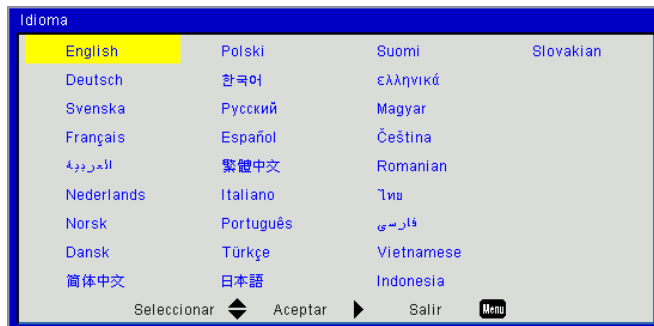 Idioma
English Polski Suomi Slovakian
Deutsch 한국어 ελληνικά
Svenska Русский Magyar
Français Español Čeština
العربية 繁體中文 Romanian
Nederlands Italiano ไทย
Norsk Português فارسی
Dansk Türkçe Vietnamese
简体中文 日本語 Indonesia
Seleccionar Aceptar Salir Menu